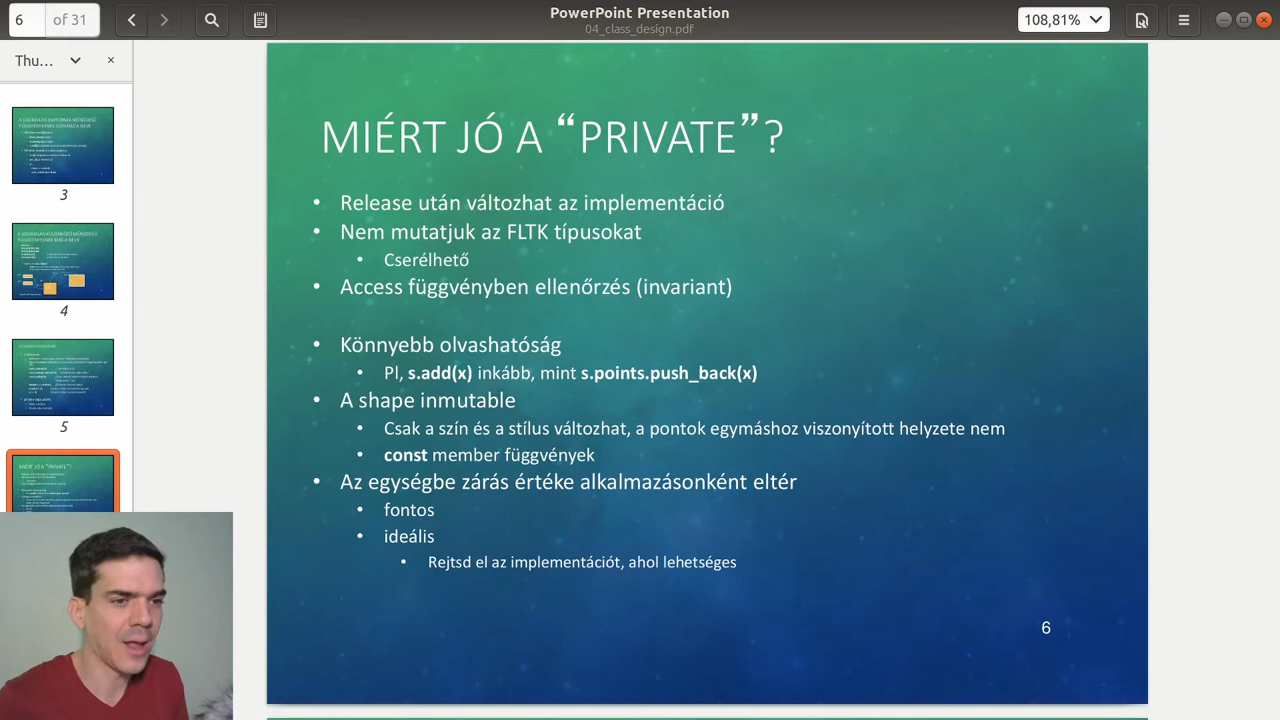 6
of 31
PowerPoint Presentation
04_class_design.pdf
108,81%
Thu...
3
4
5
MIÉRT JÓ A “PRIVATE”?
• Release után változhat az implementáció
• Nem mutatjuk az FLTK típusokat
• Cserélhető
• Access függvényben ellenőrzés (invariant)
• Könnyebb olvashatóság
• Pl, s.add(x) inkább, mint s.points.push_back(x)
• A shape inmutable
• Csak a szín és a stílus változhat, a pontok egymáshoz viszonyított helyzete nem
• const member függvények
• Az egységbe záras értéke alkalmazásonként eltér
• fontos
• ideális
• Rejtsd el az implementációt, ahol lehetséges
6